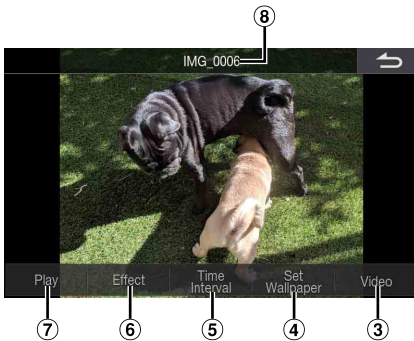 8
IMG_0006
Play
Effect
Time
Interval
Set
Wallpaper
Video
7
6
5
4
3